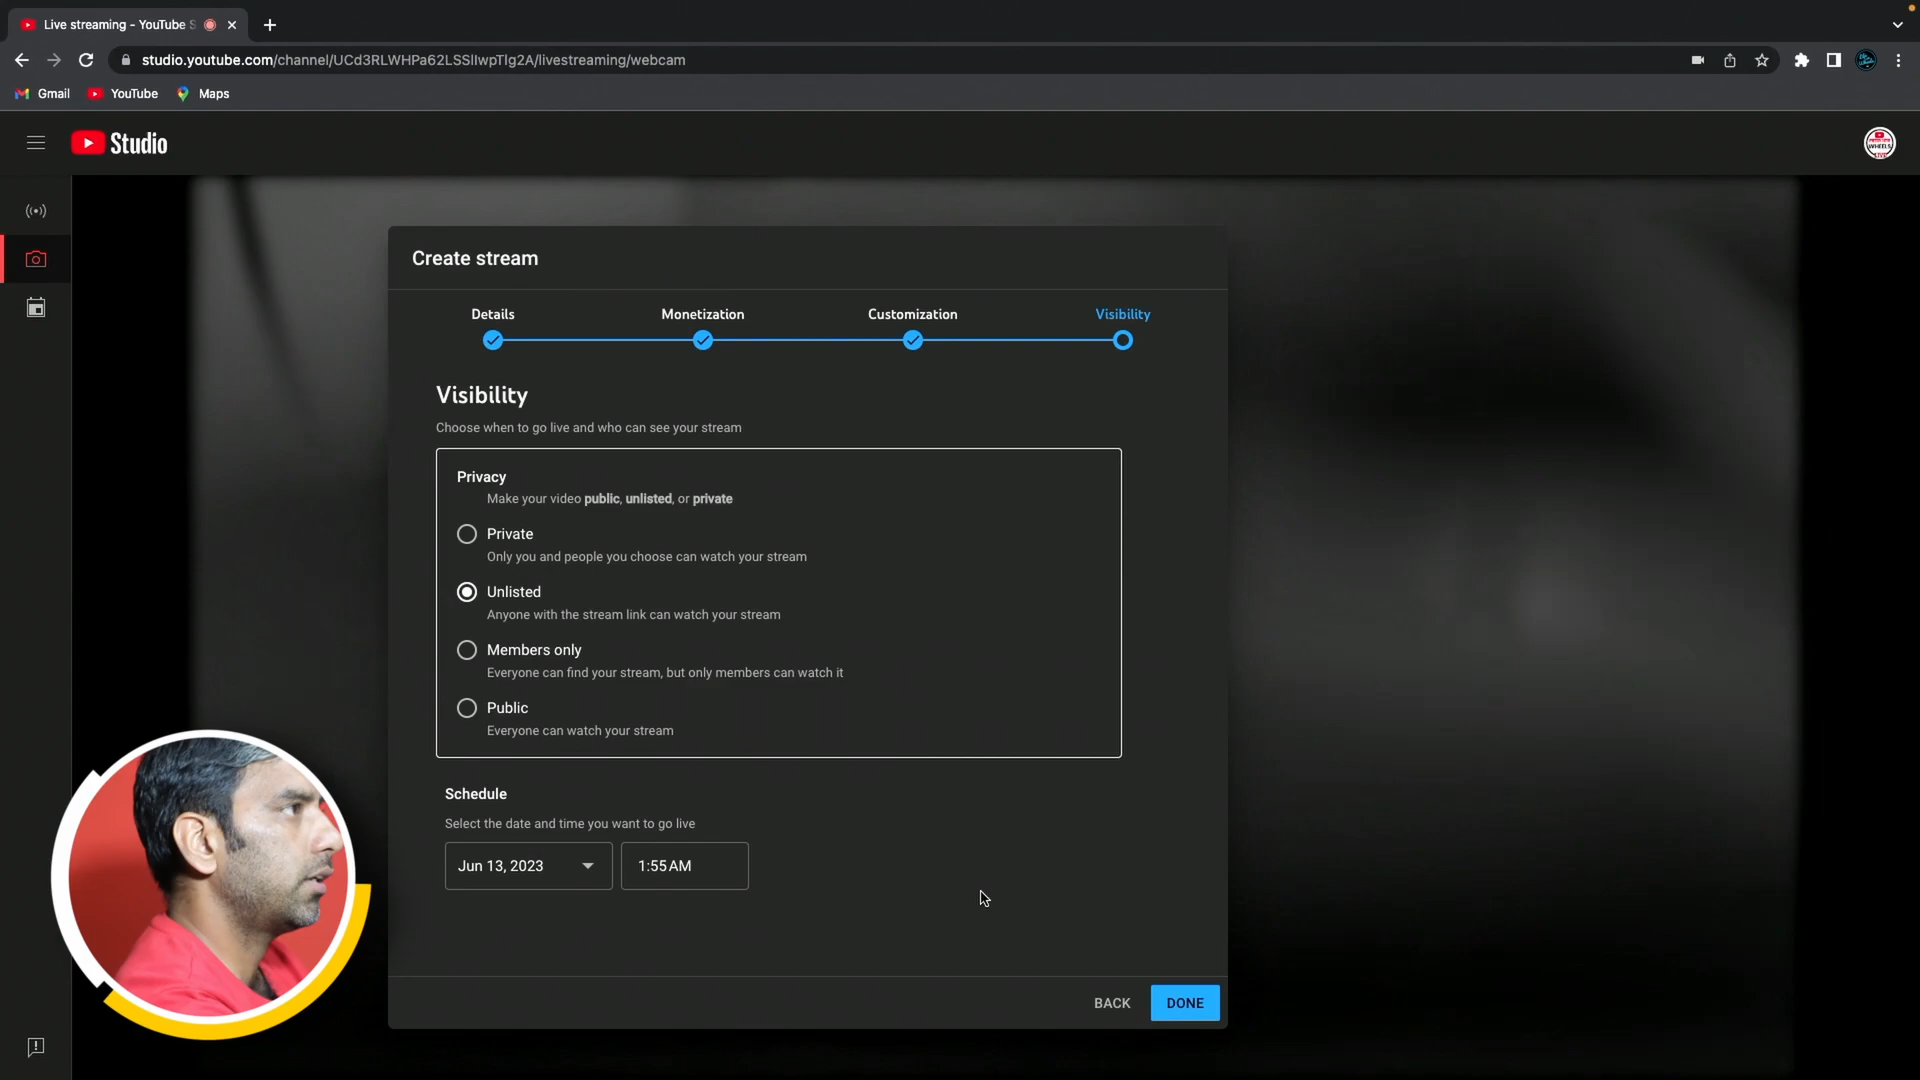 Live streaming - YouTube S
studio.youtube.com/channel/UCd3RLWHPa62LSSlIwpTIg2A/livestreaming/webcam
Gmail YouTube Maps
Studio
WHEELS
LIVE
Create stream
Details Monetization Customization Visibility
Visibility
Choose when to go live and who can see your stream
Privacy
Make your video public, unlisted, or private
Private
Only you and people you choose can watch your stream
Unlisted
Anyone with the stream link can watch your stream
Members only
Everyone can find your stream, but only members can watch it
Public
Everyone can watch your stream
Schedule
Select the date and time you want to go live
Jun 13, 2023 1:55 AM
BACK DONE